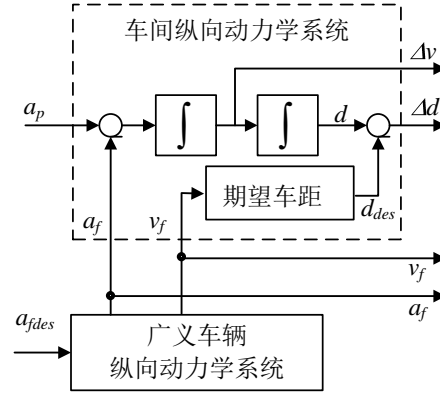 车间纵向动力学系统
Δv
a_p
∫ ∫ d Δd
期望车距
a_f v_f d_des
v_f
a_f
a_fdes
广义车辆
纵向动力学系统